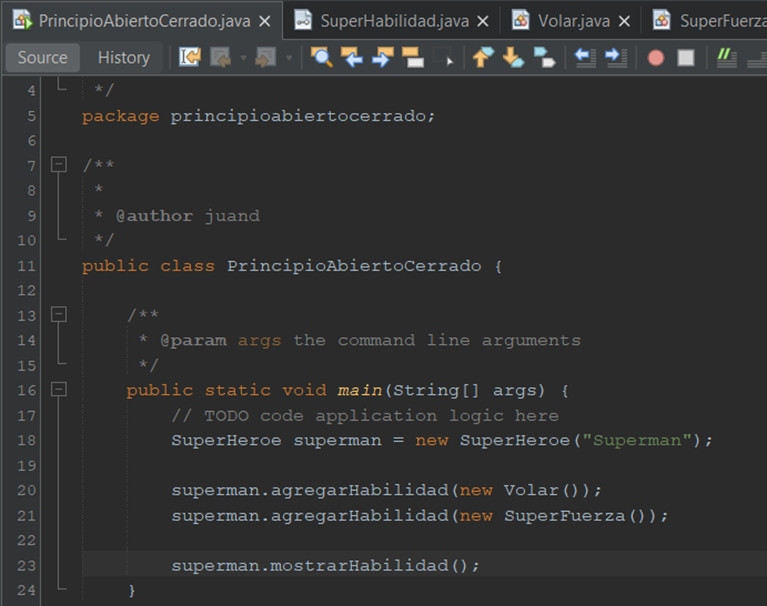 PrincipioAbiertoCerrado.java SuperHabilidad.java Volar.java SuperFuerza
Source History
4 */
5 package principioabiertocerrado;
6
7 /**
8 *
9 * @author juand
10 */
11 public class PrincipioAbiertoCerrado {
12
13 /**
14 * @param args the command line arguments
15 */
16 public static void main(String[] args) {
17 // TODO code application logic here
18 SuperHeroe superman = new SuperHeroe("Superman");
19
20 superman.agregarHabilidad(new Volar());
21 superman.agregarHabilidad(new SuperFuerza());
22
23 superman.mostrarHabilidad();
24 }